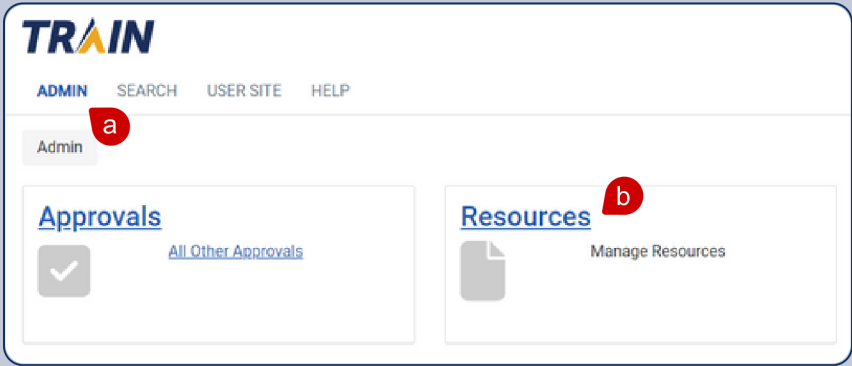 TRAIN
ADMIN SEARCH USER SITE HELP
a
Admin
b
Approvals
All Other Approvals
Resources
Manage Resources